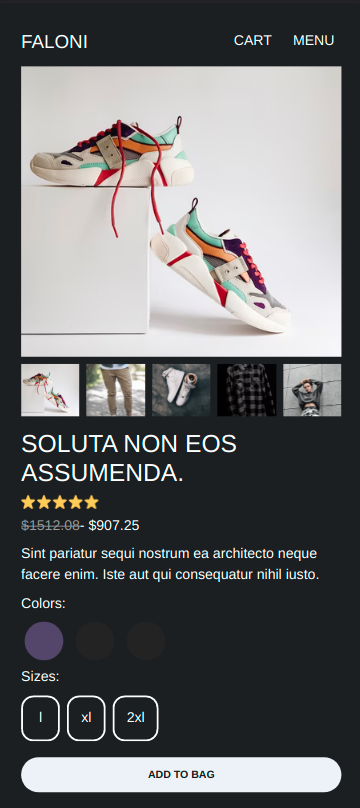 FALONI
CART MENU
SOLUTA NON EOS
ASSUMENDA.
$1512.08- $907.25
Sint pariatur sequi nostrum ea architecto neque
facere enim. Iste aut qui consequatur nihil iusto.
Colors:
Sizes:
l xl 2xl
ADD TO BAG